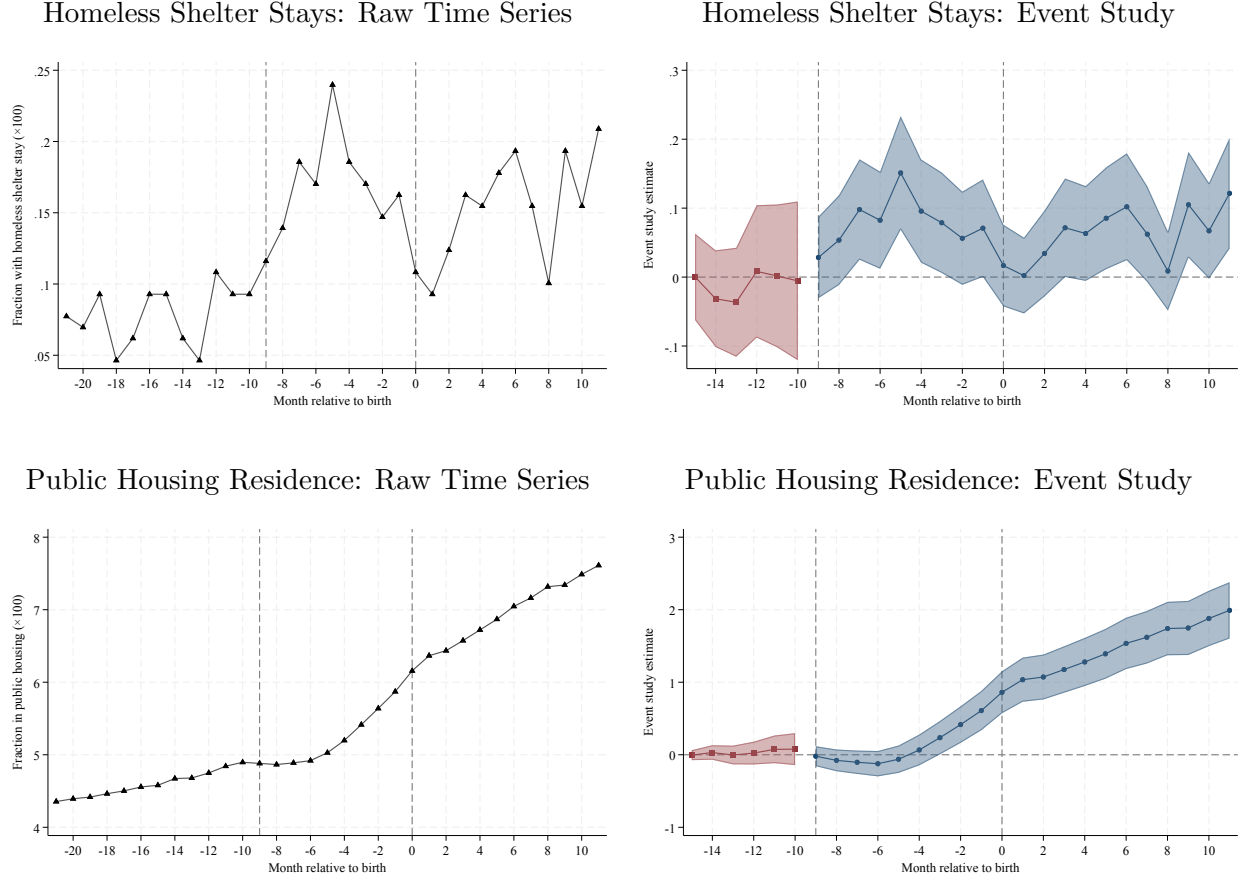 Homeless Shelter Stays: Raw Time Series
Fraction with homeless shelter stay (×100)
.25
.2
.15
.1
.05
-20 -18 -16 -14 -12 -10 -8 -6 -4 -2 0 2 4 6 8 10
Month relative to birth
Homeless Shelter Stays: Event Study
Event study estimate
.3
.2
.1
0
-.1
-14 -12 -10 -8 -6 -4 -2 0 2 4 6 8 10
Month relative to birth
Public Housing Residence: Raw Time Series
Fraction in public housing (×100)
8
7
6
5
4
-20 -18 -16 -14 -12 -10 -8 -6 -4 -2 0 2 4 6 8 10
Month relative to birth
Public Housing Residence: Event Study
Event study estimate
3
2
1
0
-1
-14 -12 -10 -8 -6 -4 -2 0 2 4 6 8 10
Month relative to birth